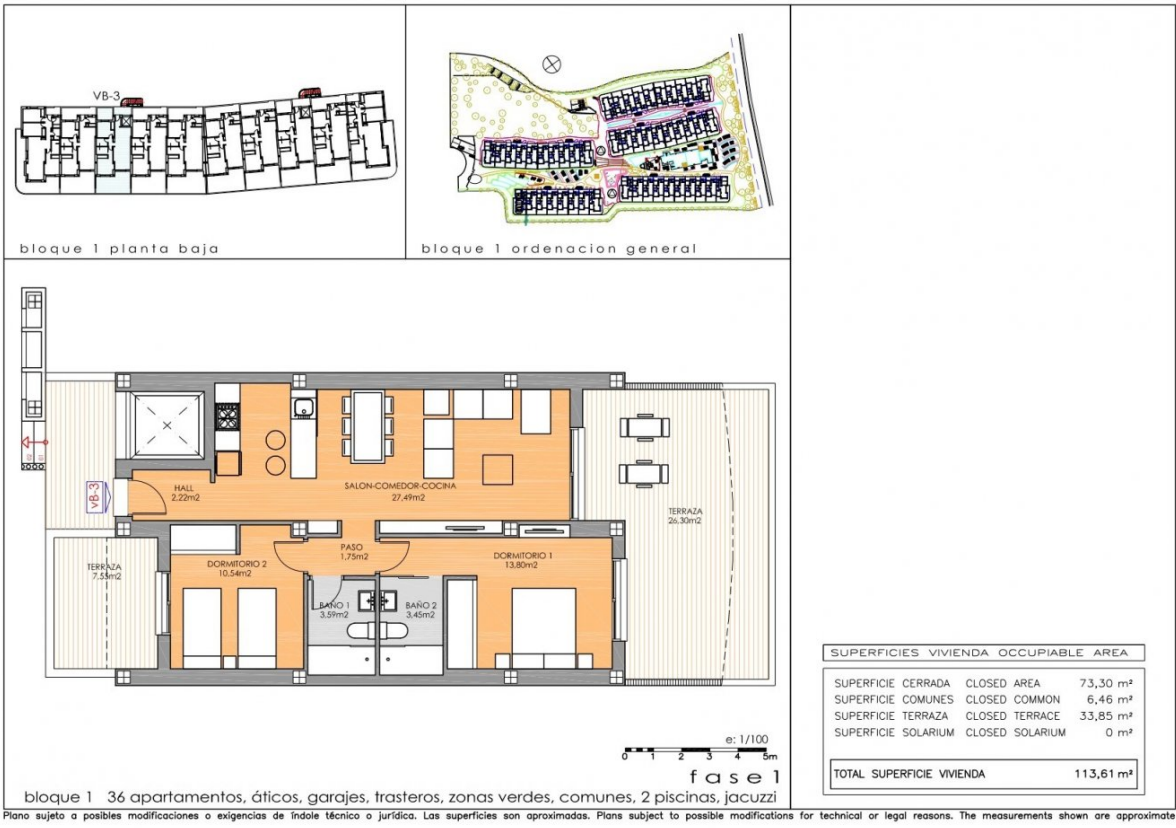 VB-3
bloque 1 planta baja
bloque 1 ordenacion general
HALL
2.22m2
SALON-COMEDOR-COCINA
27,49m2
VB-3
TERRAZA
26,30m2
PASO
1,75m2
DORMITORIO 1
13,80m2
DORMITORIO 2
10,54m2
TERRAZA
7,55m2
BAÑO 1
3,59m2
BAÑO 2
3,45m2
SUPERFICIES VIVIENDA OCCUPIABLE AREA
SUPERFICIE CERRADA CLOSED AREA 73,30 m²
SUPERFICIE COMUNES CLOSED COMMON 6,46 m²
SUPERFICIE TERRAZA CLOSED TERRACE 33,85 m²
SUPERFICIE SOLARIUM CLOSED SOLARIUM 0 m²
TOTAL SUPERFICIE VIVIENDA 113,61 m²
e: 1/100
0 1 2 3 4 5m
fase 1
bloque 1 36 apartamentos, áticos, garajes, trasteros, zonas verdes, comunes, 2 piscinas, jacuzzi
Plano sujeto a posibles modificaciones o exigencias de índole técnico o jurídica. Las superficies son aproximadas. Plans subject to possible modifications for technical or legal reasons. The measurements shown are approximat